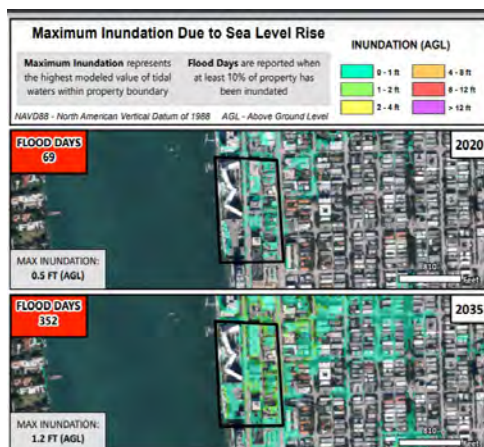 Maximum Inundation Due to Sea Level Rise
Maximum Inundation represents
the highest modeled value of tidal
waters within property boundary
Flood Days are reported when
at least 10% of property has
been inundated
NAVD88 - North American Vertical Datum of 1988 AGL - Above Ground Level
INUNDATION (AGL)
0 - 1 ft
1 - 2 ft
2 - 4 ft
4 - 8 ft
8 - 12 ft
> 12 ft
FLOOD DAYS
69
2020
MAX INUNDATION:
0.5 FT (AGL)
810
Feet
FLOOD DAYS
352
2035
MAX INUNDATION:
1.2 FT (AGL)
810
Feet